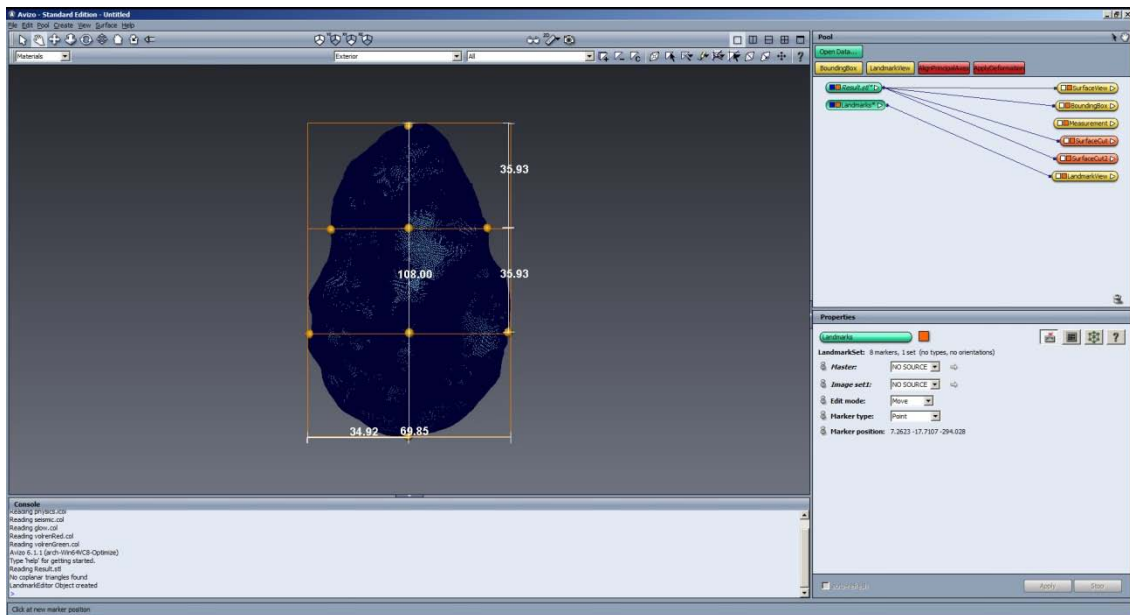 Avizo - Standard Edition - Untitled
File Edit Pool Create View Surface Help
Materials
Exterior
All
35.93
108.00
35.93
34.92 69.85
Pool
Open Data...
BoundingBox LandmarkView AlignPrincipalAxes ApplyDeformation
Result.stl* SurfaceView
Landmarks* BoundingBox
Measurement
SurfaceCut
SurfaceCut2
LandmarkView
Properties
Landmarks
LandmarkSet: 8 markers, 1 set (no types, no orientations)
Master: NO SOURCE
Image set1: NO SOURCE
Edit mode: Move
Marker type: Point
Marker position: 7.2623 -17.7107 -294.028
Apply Stop
Console
Reading physics.icol
Reading seismic.col
Reading glow.col
Reading volrenRed.col
Reading volrenGreen.col
Avizo 6.1.1 (arch-Win64VC8-Optimize)
Type 'help' for getting started.
Reading Result.stl
No coplanar triangles found
LandmarkEditor Object created
>
Click at new marker position